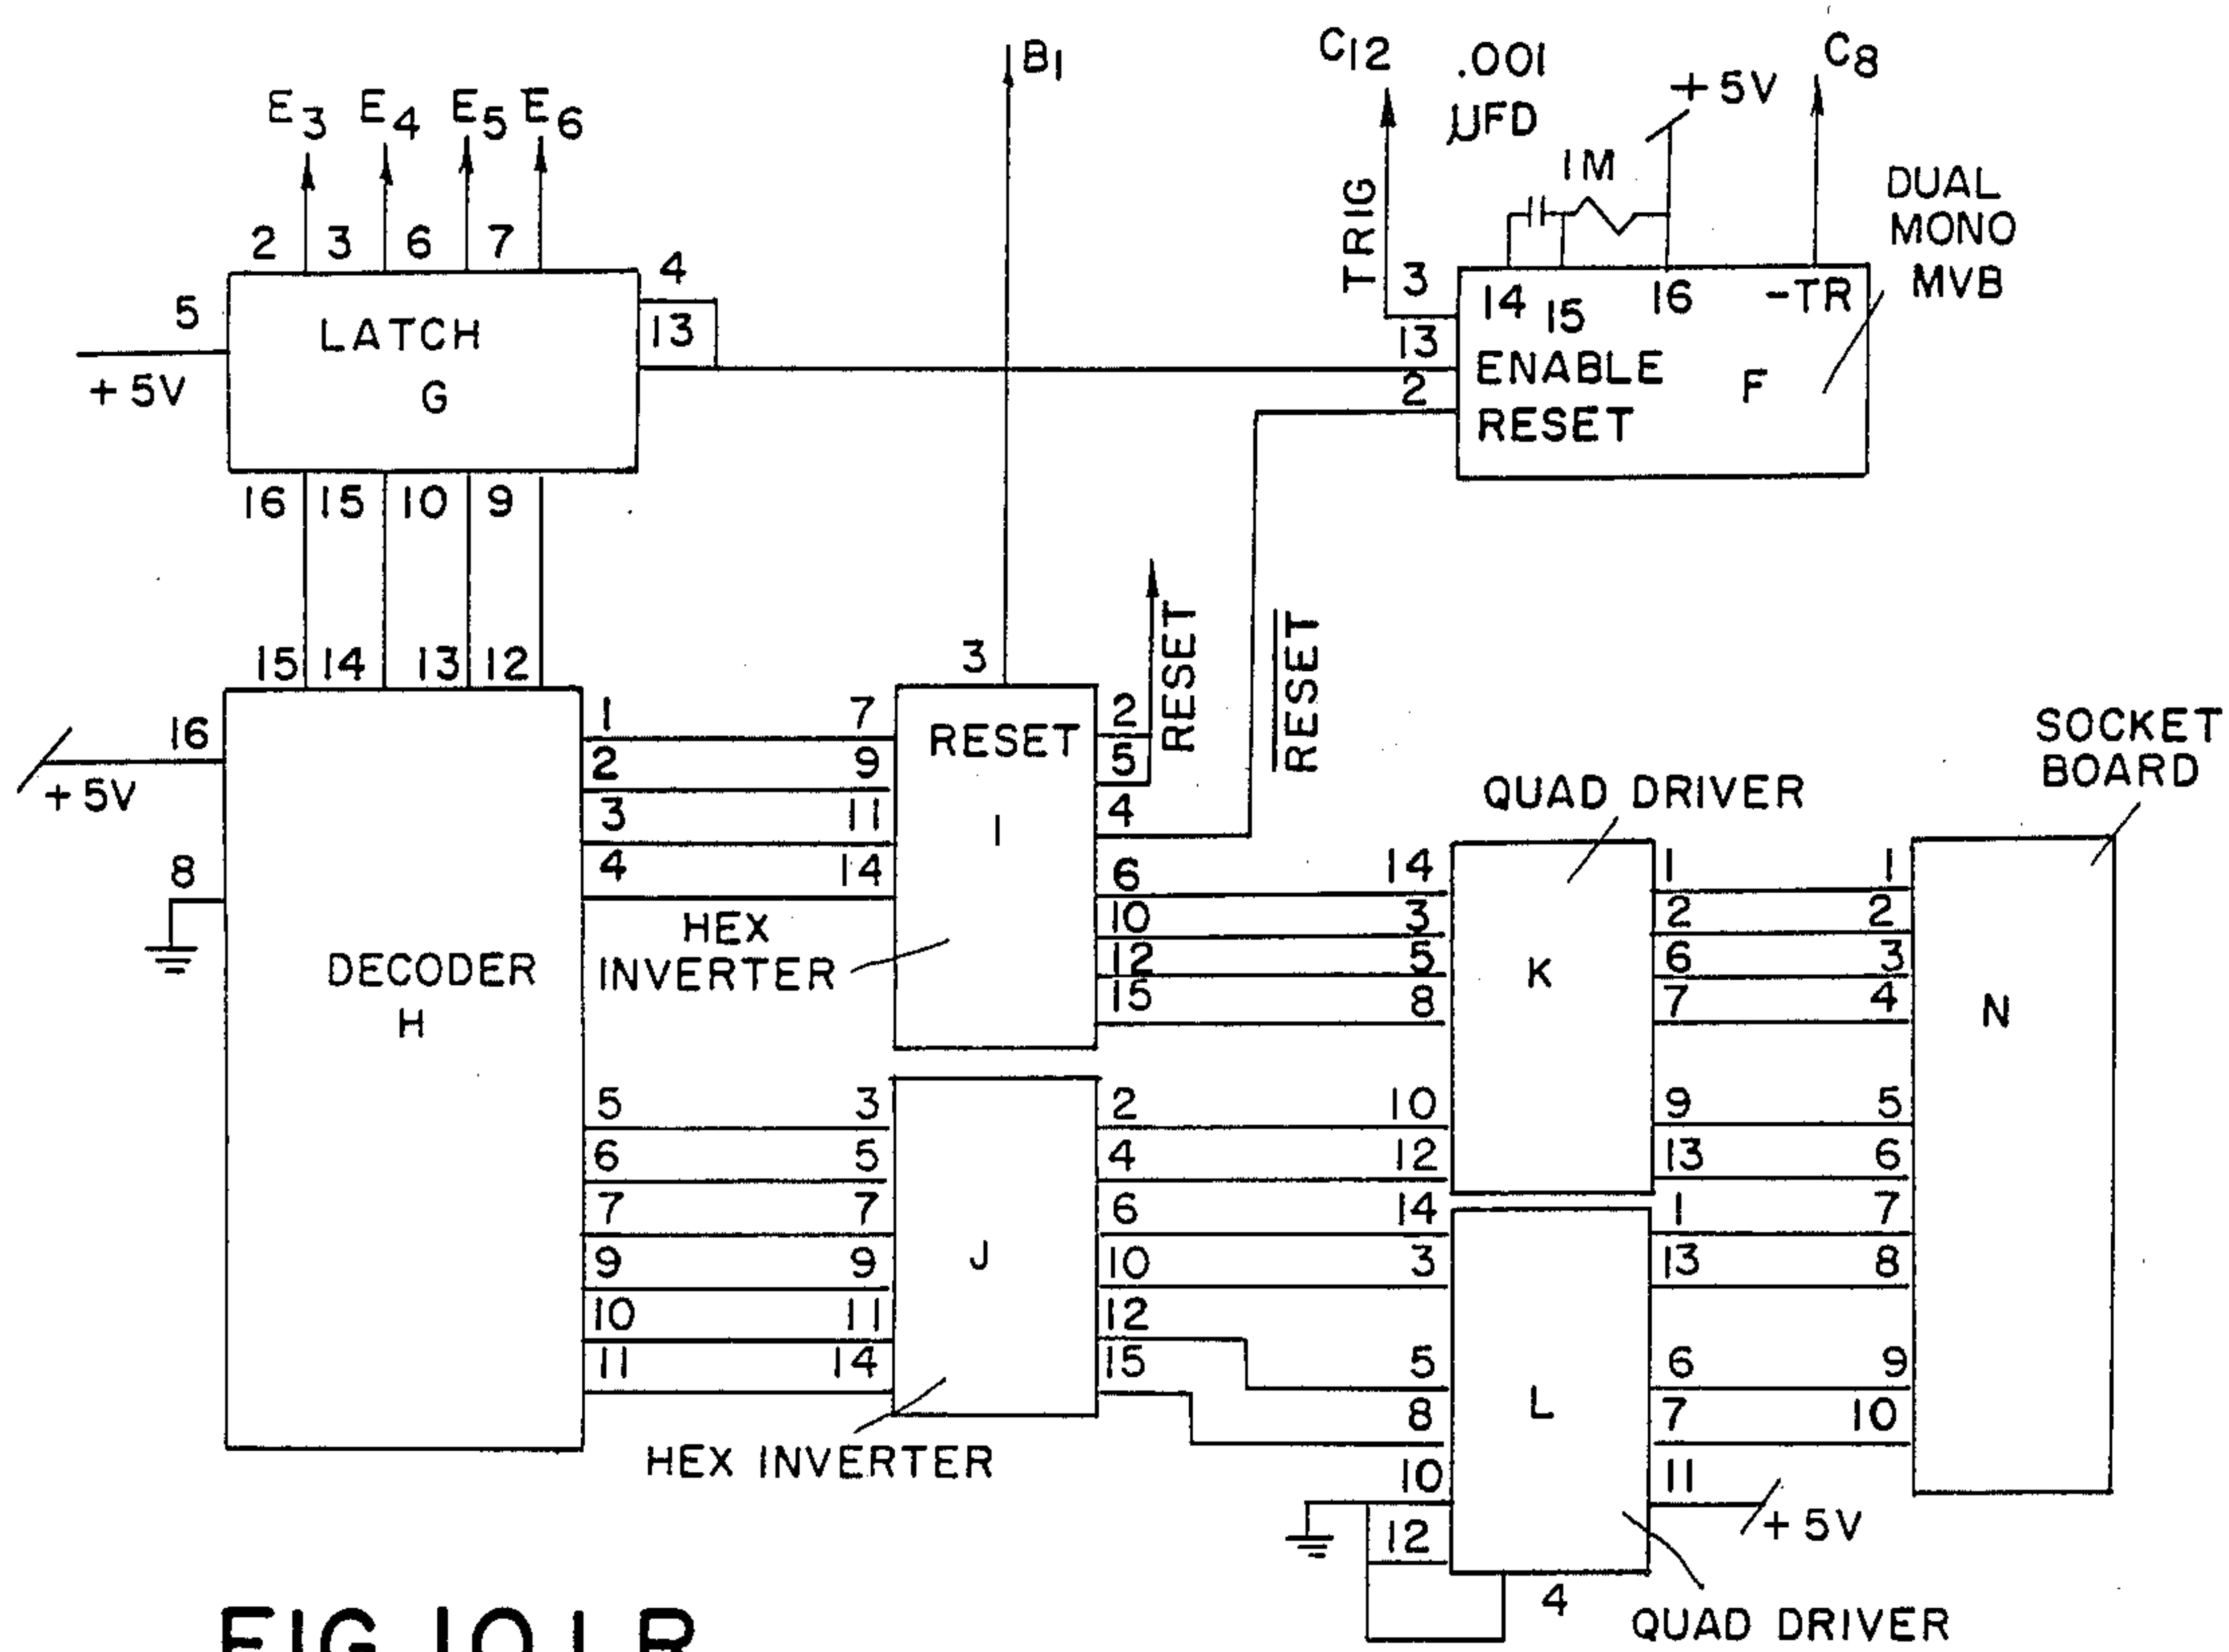 E3 E4 E5 E6
B1
C12
.001
µFD
+5V
C8
1M
TRIG
DUAL
MONO
MVB
2 3 6 7
4
13
5
+5V
LATCH
G
3
13
2
14 15 16 -TR
ENABLE
RESET
F
16 15 10 9
15 14 13 12
3
RESET
R̅E̅S̅E̅T̅
16
+5V
8
DECODER
H
1 7
2 9
3 11
4 14
HEX
INVERTER
RESET
I
2
5
4
6 14
10 3
12 5
15 8
QUAD DRIVER
K
SOCKET
BOARD
1 1
2 2
6 3
7 4
N
5 3
6 5
7 7
9 9
10 11
11 14
J
2 10
4 12
6 14
10 3
12 5
15 8
9 5
13 6
1 7
13 8
6 9
7 10
L
10
12
11
+5V
4
HEX INVERTER
QUAD DRIVER